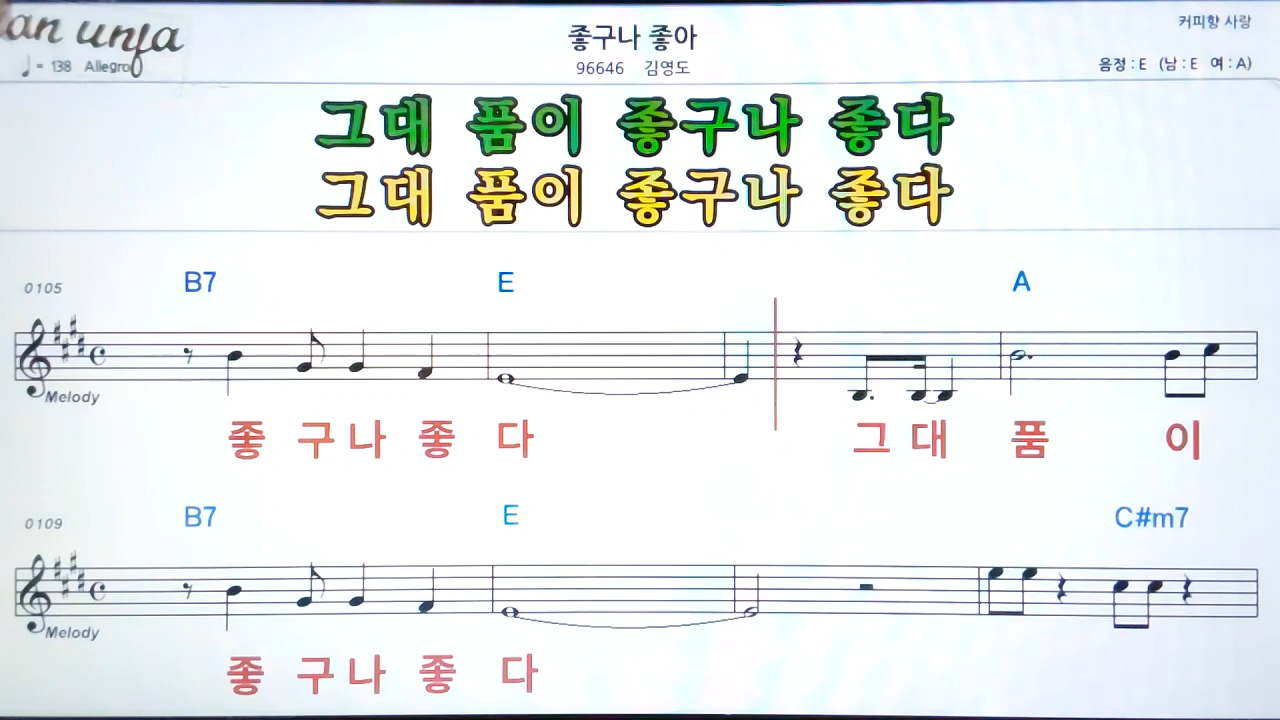 an unfa
좋구나 좋아
커피향 사랑
♩ = 138 Allegro
96646 김영도
음정 : E (남 : E 여 : A)
그대 품이 좋구나 좋다
그대 품이 좋구나 좋다
0105 B7 E A
Melody
좋 구 나 좋 다 그 대 품 이
0109 B7 E C#m7
Melody
좋 구 나 좋 다